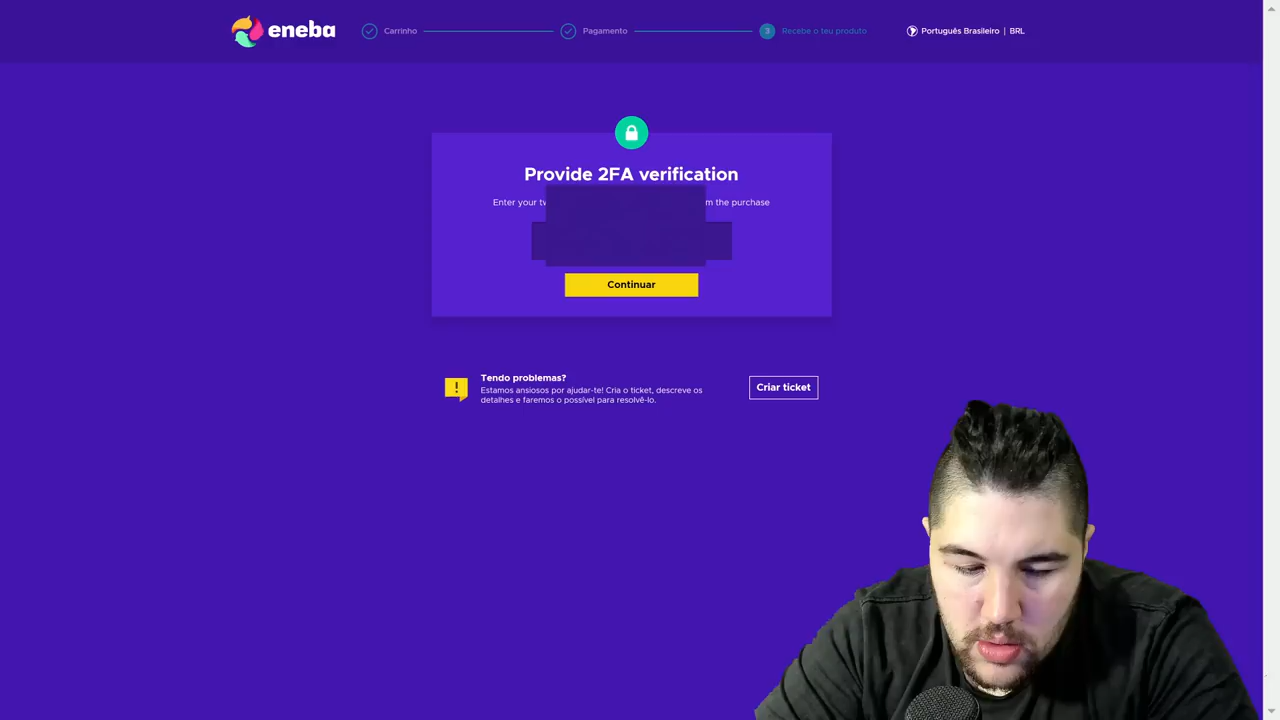 eneba
Carrinho
Pagamento
3
Recebe o teu produto
Português Brasileiro | BRL
Provide 2FA verification
Enter your the purchase
Continuar
!
Tendo problemas?
Estamos ansiosos por ajudar-te! Cria o ticket, descreve os
detalhes e faremos o possível para resolvê-lo.
Criar ticket